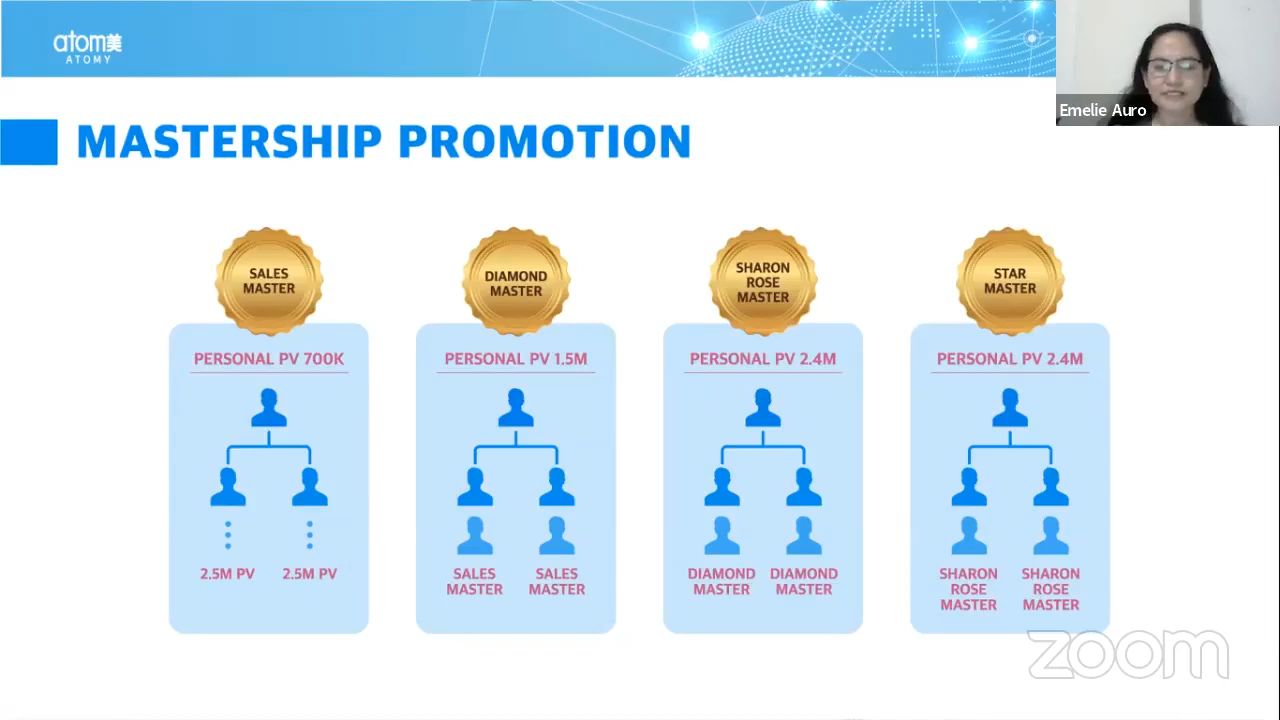 atom美
ATOMY
Emelie Auro
MASTERSHIP PROMOTION
SALES
MASTER
PERSONAL PV 700K
2.5M PV 2.5M PV
DIAMOND
MASTER
PERSONAL PV 1.5M
SALES
MASTER
SALES
MASTER
SHARON
ROSE
MASTER
PERSONAL PV 2.4M
DIAMOND
MASTER
DIAMOND
MASTER
STAR
MASTER
PERSONAL PV 2.4M
SHARON
ROSE
MASTER
SHARON
ROSE
MASTER
zoom